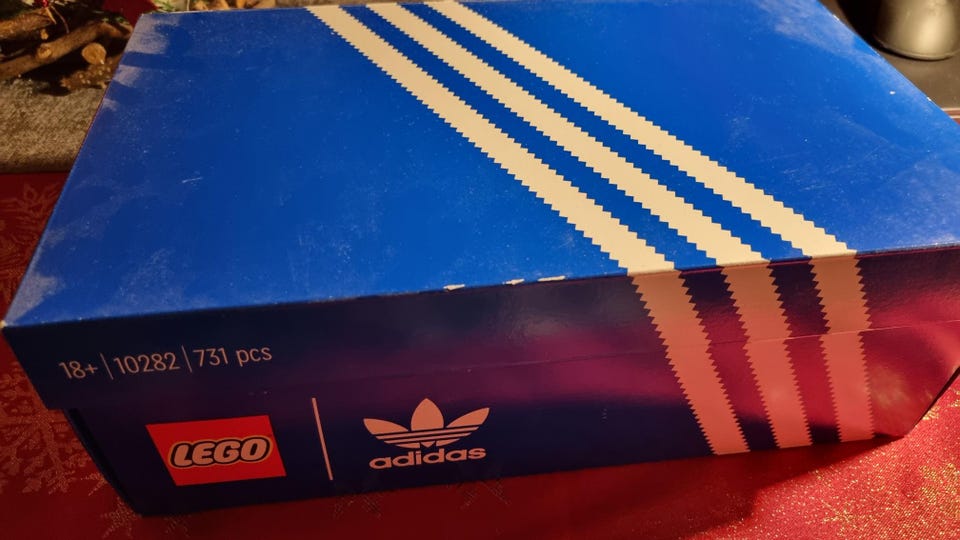 18+ | 10282 | 731 pcs
LEGO
adidas